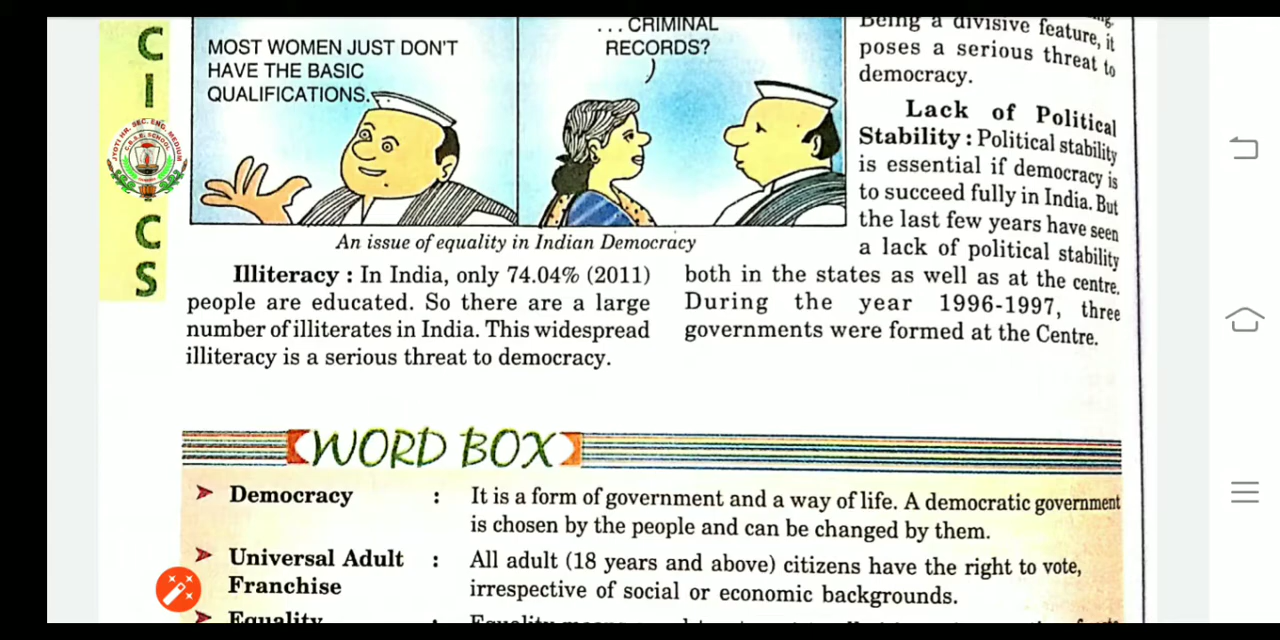 C
I
C
S
MOST WOMEN JUST DON'T
HAVE THE BASIC
QUALIFICATIONS.
... CRIMINAL
RECORDS?
An issue of equality in Indian Democracy
Illiteracy : In India, only 74.04% (2011)
people are educated. So there are a large
number of illiterates in India. This widespread
illiteracy is a serious threat to democracy.
Being a divisive feature, it
poses a serious threat to
democracy.
Lack of Political
Stability : Political stability
is essential if democracy is
to succeed fully in India. But
the last few years have seen
a lack of political stability
both in the states as well as at the centre.
During the year 1996-1997, three
governments were formed at the Centre.
WORD BOX
➤ Democracy : It is a form of government and a way of life. A democratic government
is chosen by the people and can be changed by them.
➤ Universal Adult : All adult (18 years and above) citizens have the right to vote,
Franchise irrespective of social or economic backgrounds.
➤ Equality : Equality
JYOTI HR. SEC. ENG. MEDIUM